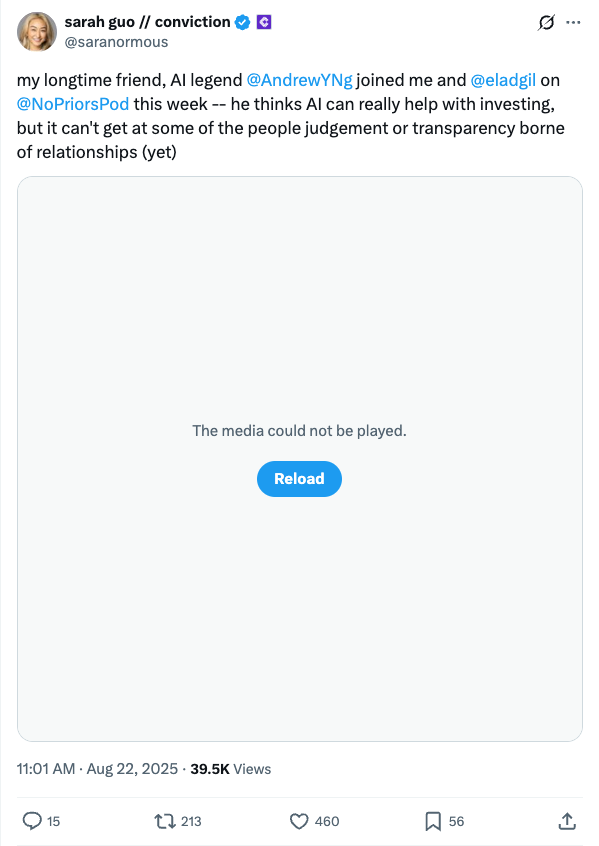 sarah guo // conviction
@saranormous
my longtime friend, AI legend @AndrewYNg joined me and @eladgil on
@NoPriorsPod this week -- he thinks AI can really help with investing,
but it can't get at some of the people judgement or transparency borne
of relationships (yet)
The media could not be played.
Reload
11:01 AM · Aug 22, 2025 · 39.5K Views
15 213 460 56